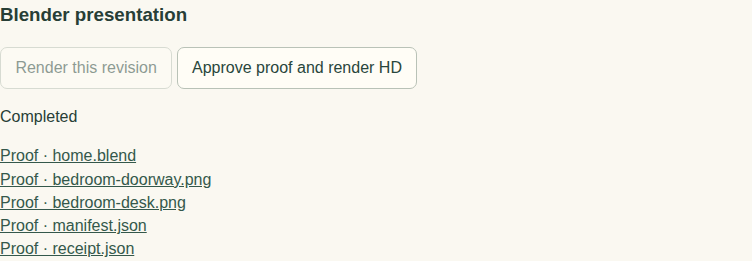 Blender presentation
Render this revision
Approve proof and render HD
Completed
Proof · home.blend
Proof · bedroom-doorway.png
Proof · bedroom-desk.png
Proof · manifest.json
Proof · receipt.json